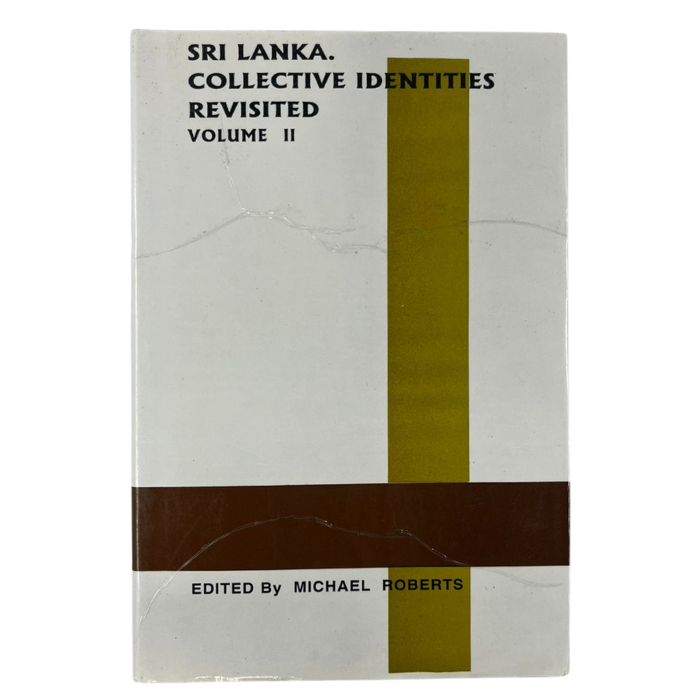 SRI LANKA.
COLLECTIVE IDENTITIES
REVISITED
VOLUME II
EDITED By MICHAEL ROBERTS